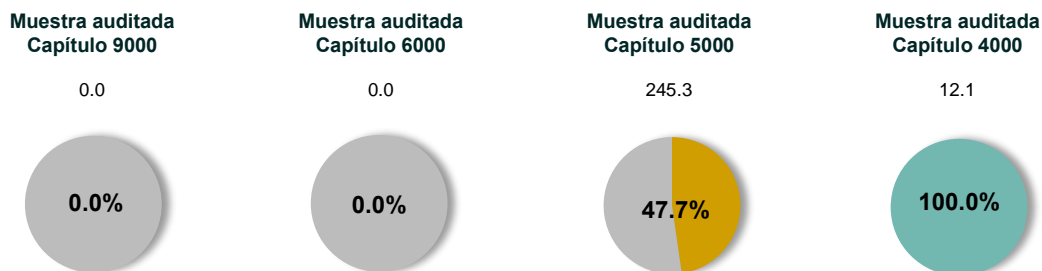 Muestra auditada
Capítulo 9000
0.0
0.0%
Muestra auditada
Capítulo 6000
0.0
0.0%
Muestra auditada
Capítulo 5000
245.3
47.7%
Muestra auditada
Capítulo 4000
12.1
100.0%